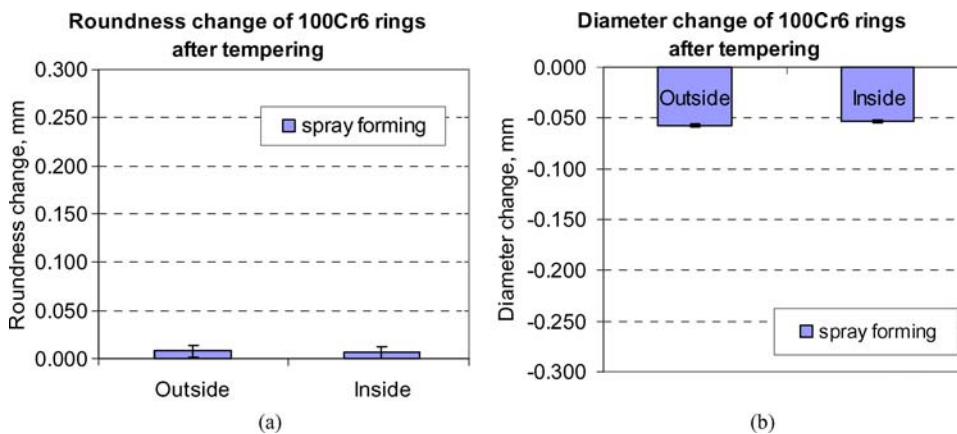 Roundness change of 100Cr6 rings
after tempering
Roundness change, mm
0.300
0.250
0.200
0.150
0.100
0.050
0.000
spray forming
Outside
Inside
(a)
Diameter change of 100Cr6 rings
after tempering
Diameter change, mm
0.000
-0.050
-0.100
-0.150
-0.200
-0.250
-0.300
Outside
Inside
spray forming
(b)